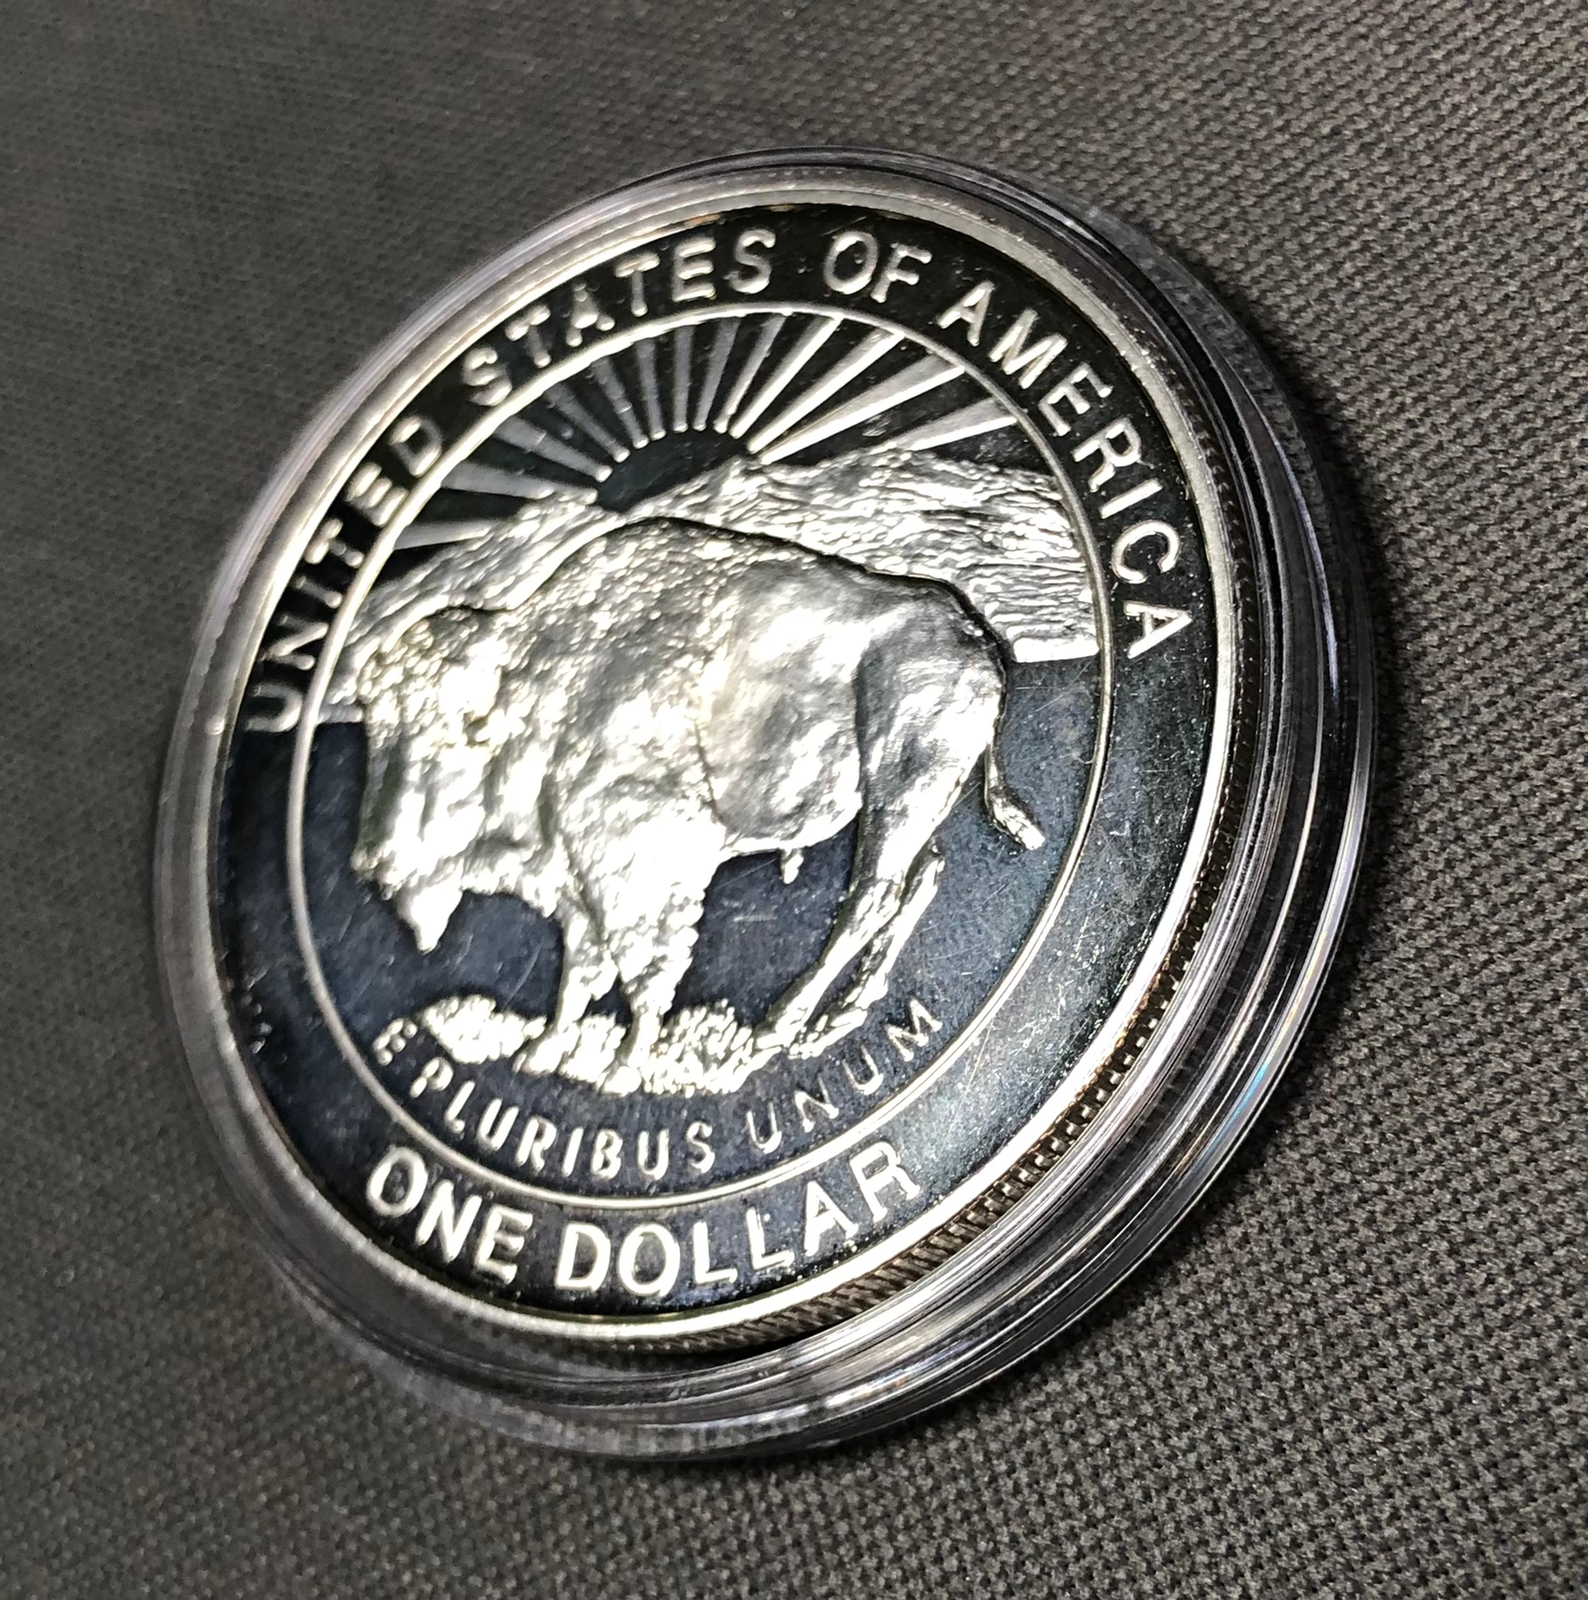 UNITED STATES OF AMERICA
E PLURIBUS UNUM
ONE DOLLAR